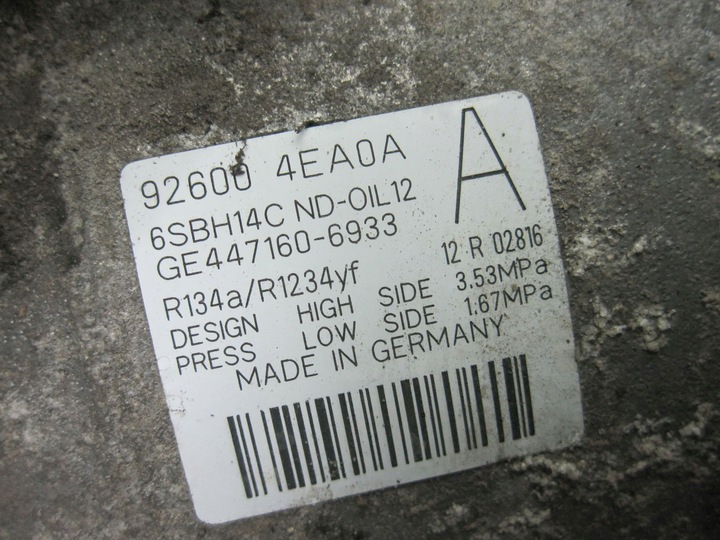 92600 4EA0A
A
6SBH14C ND-OIL12
GE447160-6933
12 R 02816
R134a/R1234yf
DESIGN HIGH SIDE 3.53MPa
PRESS LOW SIDE 1.67MPa
MADE IN GERMANY